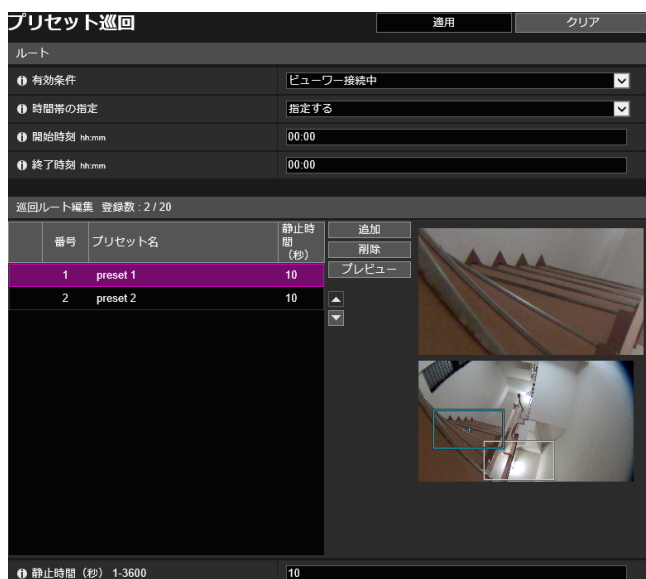 プリセット巡回 適用 クリア
ルート
有効条件 ビューワー接続中
時間帯の指定 指定する
開始時刻 hh:mm 00:00
終了時刻 hh:mm 00:00
巡回ルート編集 登録数 : 2 / 20
番号 プリセット名 静止時間(秒) 追加
削除
プレビュー
1 preset 1 10
2 preset 2 10
静止時間(秒) 1-3600 10